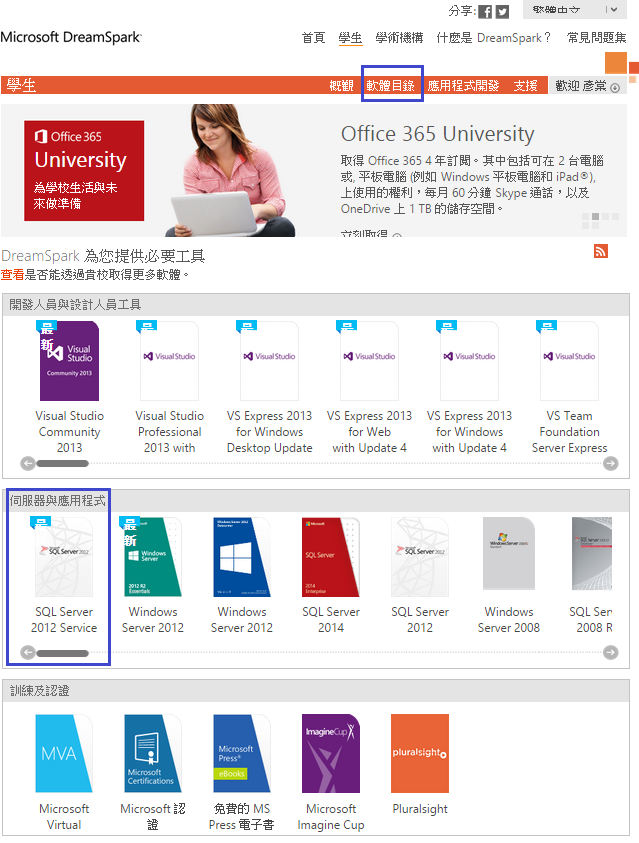 分享:
繁體中文
Microsoft DreamSpark
首頁 學生 學術機構 什麼是 DreamSpark？ 常見問題集
學生
概觀 軟體目錄 應用程式開發 支援 歡迎 彥棠
Office 365
University
為學校生活與未
來做準備
Office 365 University
取得 Office 365 4 年訂閱。其中包括可在 2 台電腦
或, 平板電腦 (例如 Windows 平板電腦和 iPad®),
上使用的權利，每月 60 分鐘 Skype 通話，以及
OneDrive 上 1 TB 的儲存空間。
立刻取得
DreamSpark 為您提供必要工具
查看是否能透過貴校取得更多軟體。
開發人員與設計人員工具
最新
Visual Studio
Community 2013
Visual Studio
Community
2013
Visual Studio
Visual Studio
Professional
2013 with
Visual Studio
VS Express 2013
for Windows
Desktop Update
Visual Studio
VS Express 2013
for Web
with Update 4
Visual Studio
VS Express 2013
for Windows
with Update 4
Visual Studio
VS Team
Foundation
Server Express
伺服器與應用程式
SQL Server 2012
SQL Server
2012 Service
最新
Windows Server
2012 R2
Essentials
Windows
Server 2012
Windows Server 2012
Windows
Server 2012
Microsoft
SQL Server
2014
Enterprise
SQL Server
2014
SQL Server 2012
SQL Server
2012
Windows Server 2008
Windows
Server 2008
SQL Server 2008
SQL Ser
2008 R
訓練及認證
MVA
Microsoft
Virtual
Microsoft
Certifications
Microsoft 認
證
Microsoft
Press
eBooks
免費的 MS
Press 電子書
ImagineCup
Microsoft
Imagine Cup
pluralsight
Pluralsight